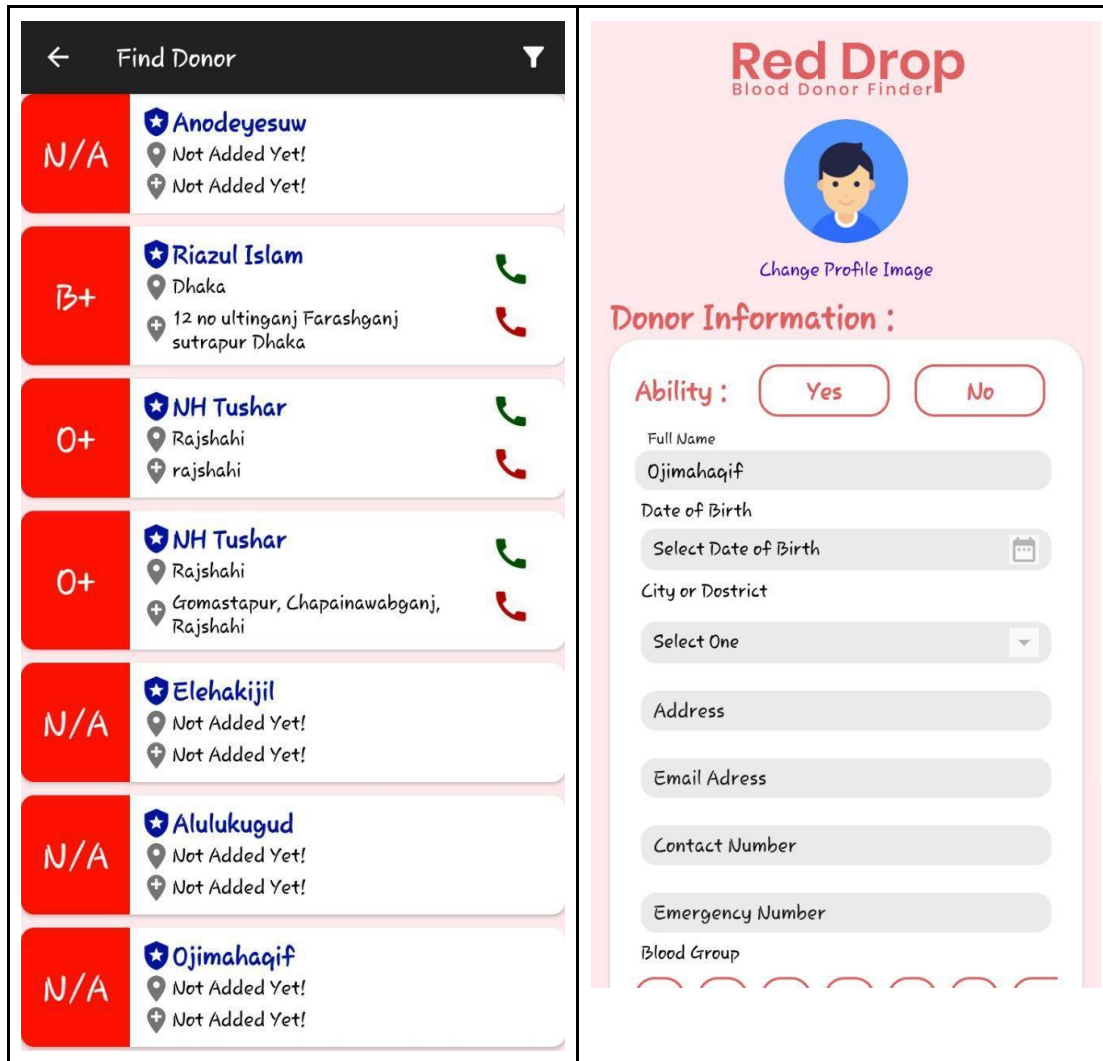 Find Donor
N/A
Anodeyesuw
Not Added Yet!
Not Added Yet!
B+
Riazul Islam
Dhaka
12 no ultinganj Farashganj
sutrapur Dhaka
O+
NH Tushar
Rajshahi
rajshahi
O+
NH Tushar
Rajshahi
Gomastapur, Chapainawabganj,
Rajshahi
N/A
Elehakijil
Not Added Yet!
Not Added Yet!
N/A
Alulukugud
Not Added Yet!
Not Added Yet!
N/A
Ojimahaqif
Not Added Yet!
Not Added Yet!
Red Drop
Blood Donor Finder
Change Profile Image
Donor Information :
Ability : Yes No
Full Name
Ojimahaqif
Date of Birth
Select Date of Birth
City or Dostrict
Select One
Address
Email Adress
Contact Number
Emergency Number
Blood Group